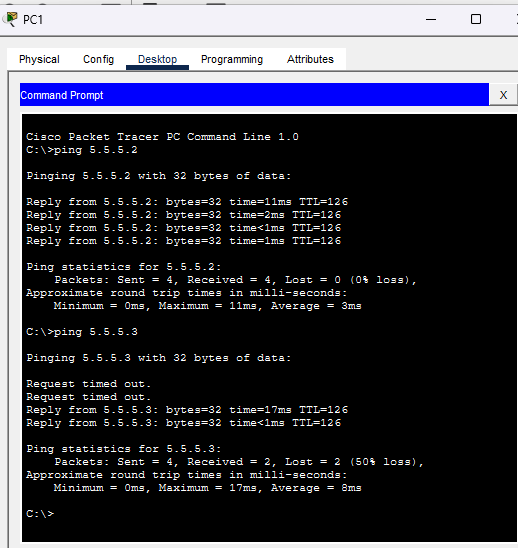 PC1
Physical Config Desktop Programming Attributes
Command Prompt
X
Cisco Packet Tracer PC Command Line 1.0
C:\>ping 5.5.5.2
Pinging 5.5.5.2 with 32 bytes of data:
Reply from 5.5.5.2: bytes=32 time=11ms TTL=126
Reply from 5.5.5.2: bytes=32 time=2ms TTL=126
Reply from 5.5.5.2: bytes=32 time<1ms TTL=126
Reply from 5.5.5.2: bytes=32 time=1ms TTL=126
Ping statistics for 5.5.5.2:
Packets: Sent = 4, Received = 4, Lost = 0 (0% loss),
Approximate round trip times in milli-seconds:
Minimum = 0ms, Maximum = 11ms, Average = 3ms
C:\>ping 5.5.5.3
Pinging 5.5.5.3 with 32 bytes of data:
Request timed out.
Request timed out.
Reply from 5.5.5.3: bytes=32 time=17ms TTL=126
Reply from 5.5.5.3: bytes=32 time<1ms TTL=126
Ping statistics for 5.5.5.3:
Packets: Sent = 4, Received = 2, Lost = 2 (50% loss),
Approximate round trip times in milli-seconds:
Minimum = 0ms, Maximum = 17ms, Average = 8ms
C:\>